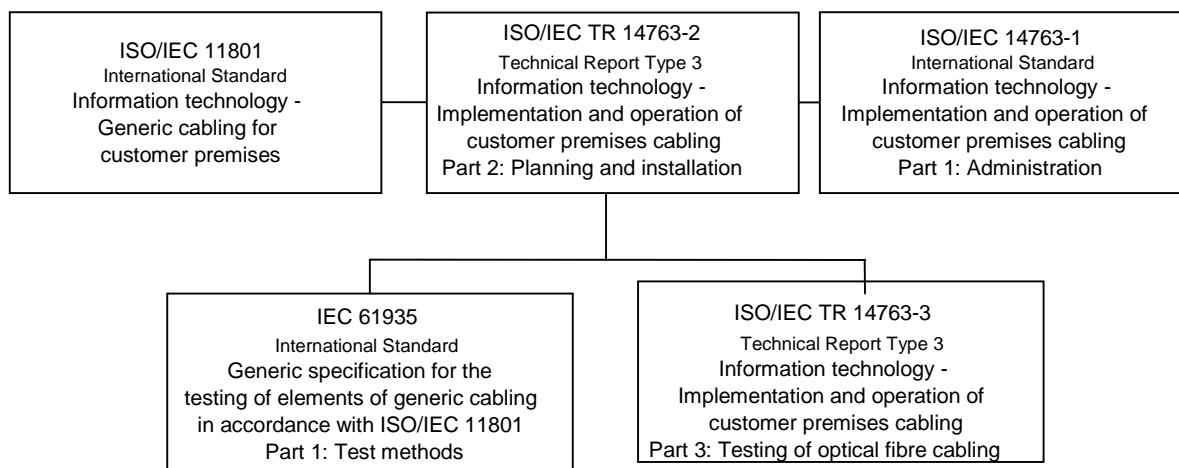 ISO/IEC 11801
International Standard
Information technology -
Generic cabling for
customer premises
ISO/IEC TR 14763-2
Technical Report Type 3
Information technology -
Implementation and operation of
customer premises cabling
Part 2: Planning and installation
ISO/IEC 14763-1
International Standard
Information technology -
Implementation and operation of
customer premises cabling
Part 1: Administration
IEC 61935
International Standard
Generic specification for the
testing of elements of generic cabling
in accordance with ISO/IEC 11801
Part 1: Test methods
ISO/IEC TR 14763-3
Technical Report Type 3
Information technology -
Implementation and operation of
customer premises cabling
Part 3: Testing of optical fibre cabling